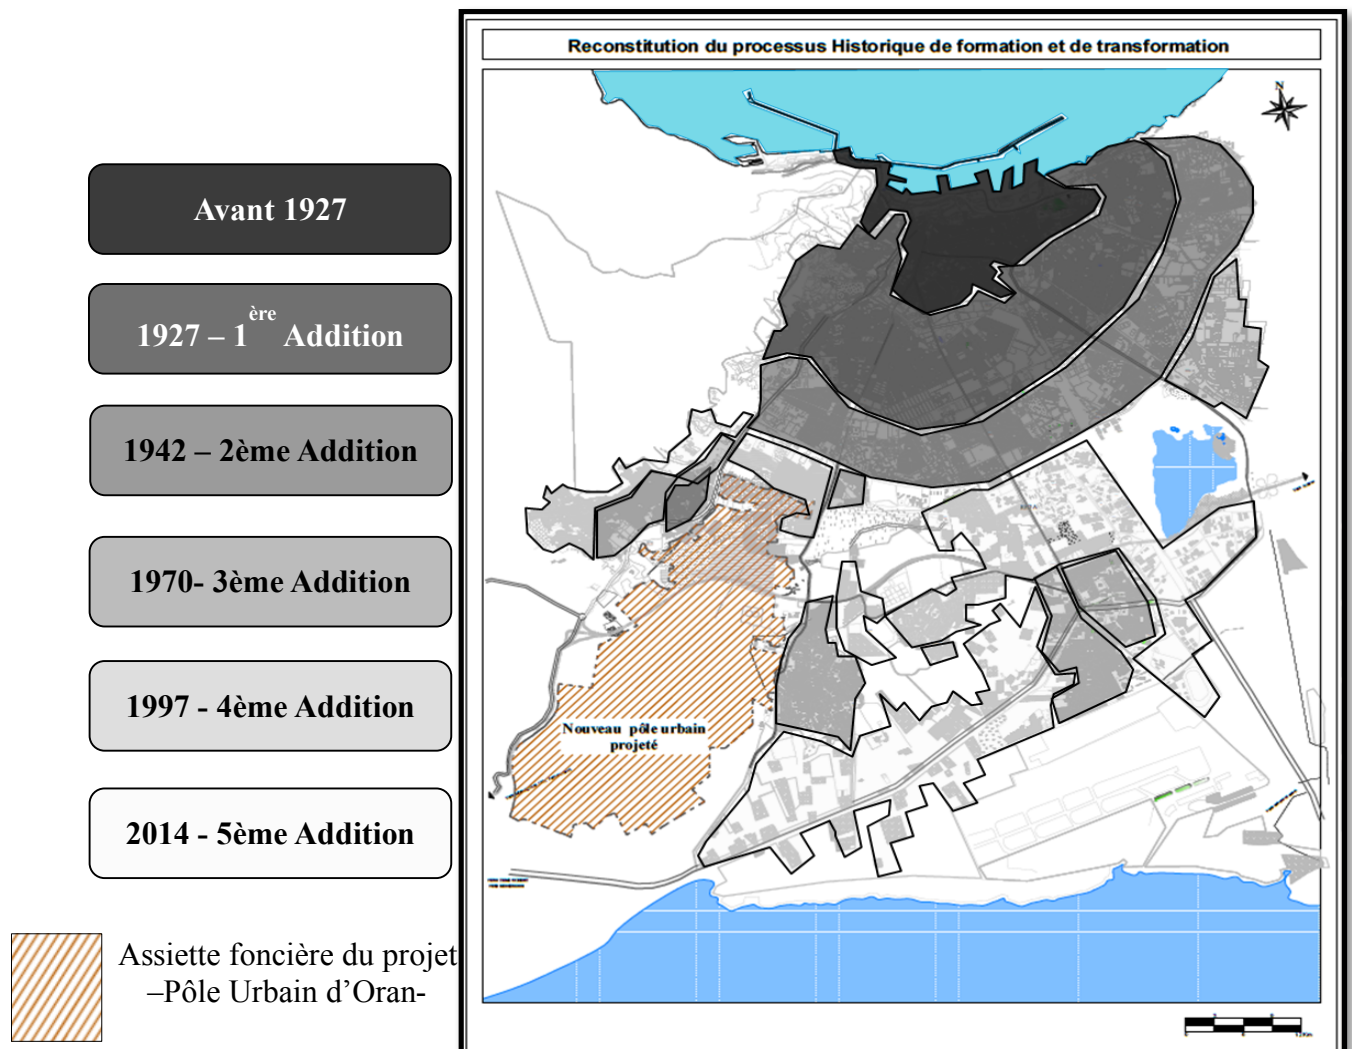 Reconstitution du processus Historique de formation et de transformation
N
Avant 1927
1927 – 1ère Addition
1942 – 2ème Addition
1970- 3ème Addition
1997 - 4ème Addition
2014 - 5ème Addition
Nouveau pôle urbain
projeté
Assiette foncière du projet
–Pôle Urbain d’Oran-